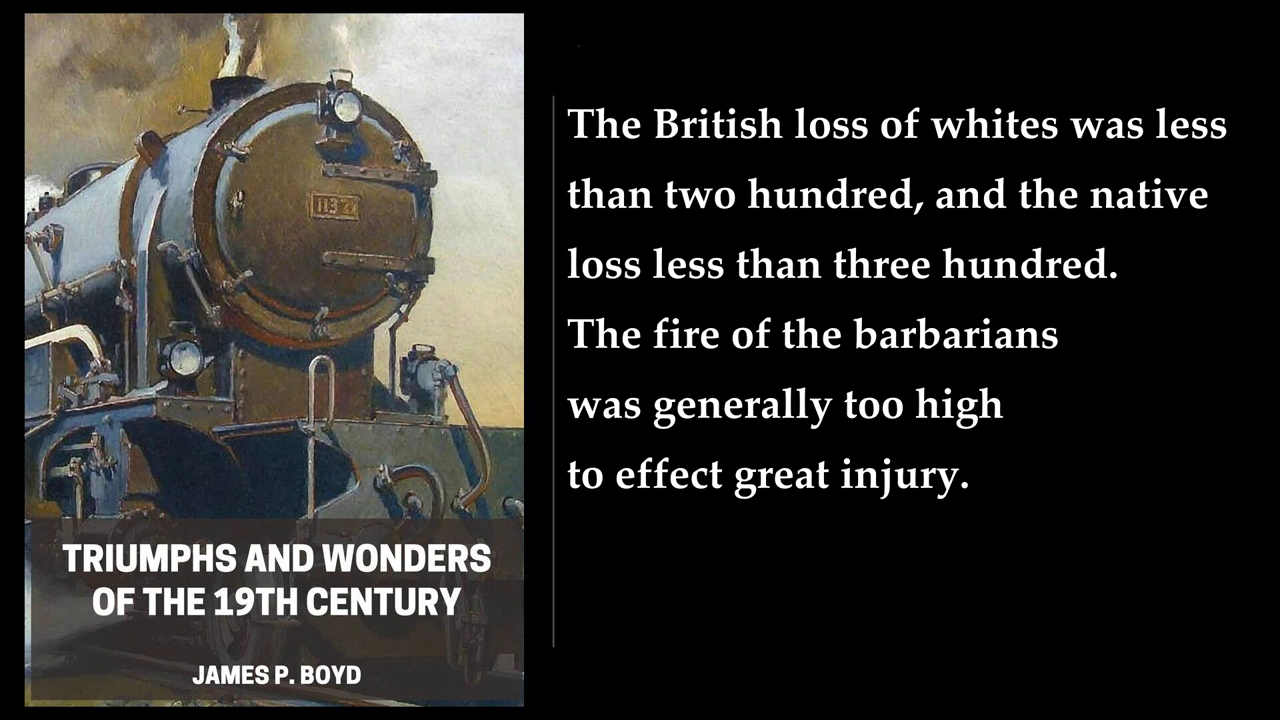 1132
TRIUMPHS AND WONDERS
OF THE 19TH CENTURY
JAMES P. BOYD
The British loss of whites was less
than two hundred, and the native
loss less than three hundred.
The fire of the barbarians
was generally too high
to effect great injury.